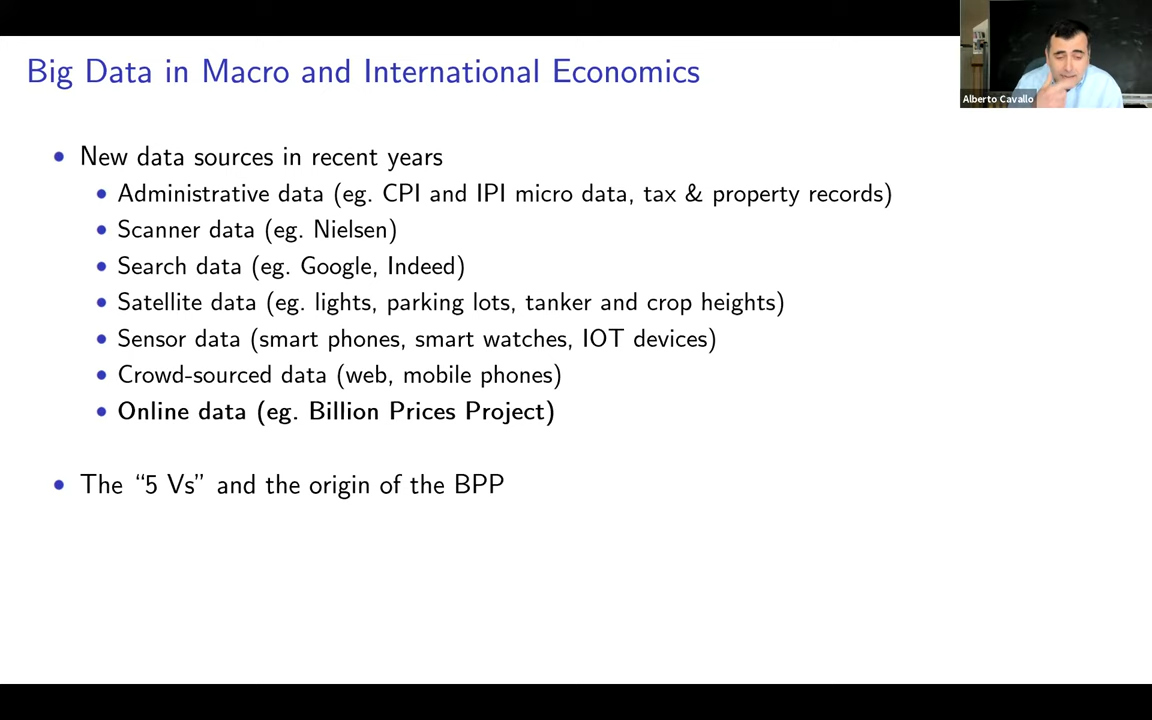 Big Data in Macro and International Economics
Alberto Cavallo
• New data sources in recent years
• Administrative data (eg. CPI and IPI micro data, tax & property records)
• Scanner data (eg. Nielsen)
• Search data (eg. Google, Indeed)
• Satellite data (eg. lights, parking lots, tanker and crop heights)
• Sensor data (smart phones, smart watches, IOT devices)
• Crowd-sourced data (web, mobile phones)
• Online data (eg. Billion Prices Project)
• The “5 Vs” and the origin of the BPP